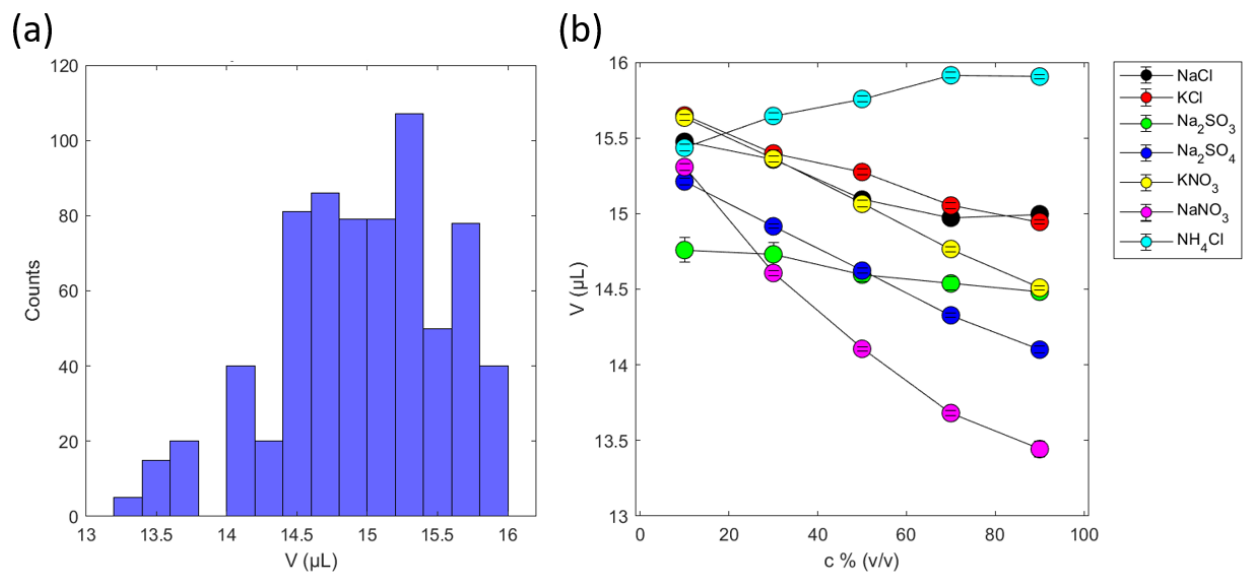 (a)
120
100
80
60
40
20
0
Counts
13 13.5 14 14.5 15 15.5 16
V (µL)
(b)
16
15.5
15
14.5
14
13.5
13
V (µL)
0 20 40 60 80 100
c % (v/v)
NaCl
KCl
Na₂SO₃
Na₂SO₄
KNO₃
NaNO₃
NH₄Cl